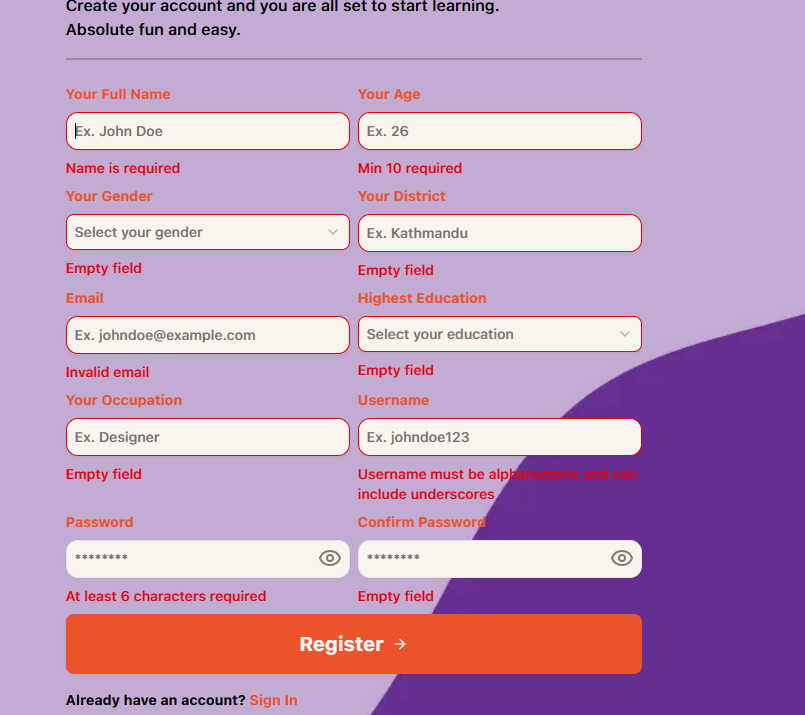 Create your account and you are all set to start learning.
Absolute fun and easy.
Your Full Name
Your Age
Ex. John Doe
Ex. 26
Name is required
Min 10 required
Your Gender
Your District
Select your gender
Ex. Kathmandu
Empty field
Empty field
Email
Highest Education
Ex. johndoe@example.com
Select your education
Invalid email
Empty field
Your Occupation
Username
Ex. Designer
Ex. johndoe123
Empty field
Username must be alphanumeric and can
include underscores
Password
Confirm Password
********
********
At least 6 characters required
Empty field
Register →
Already have an account? Sign In